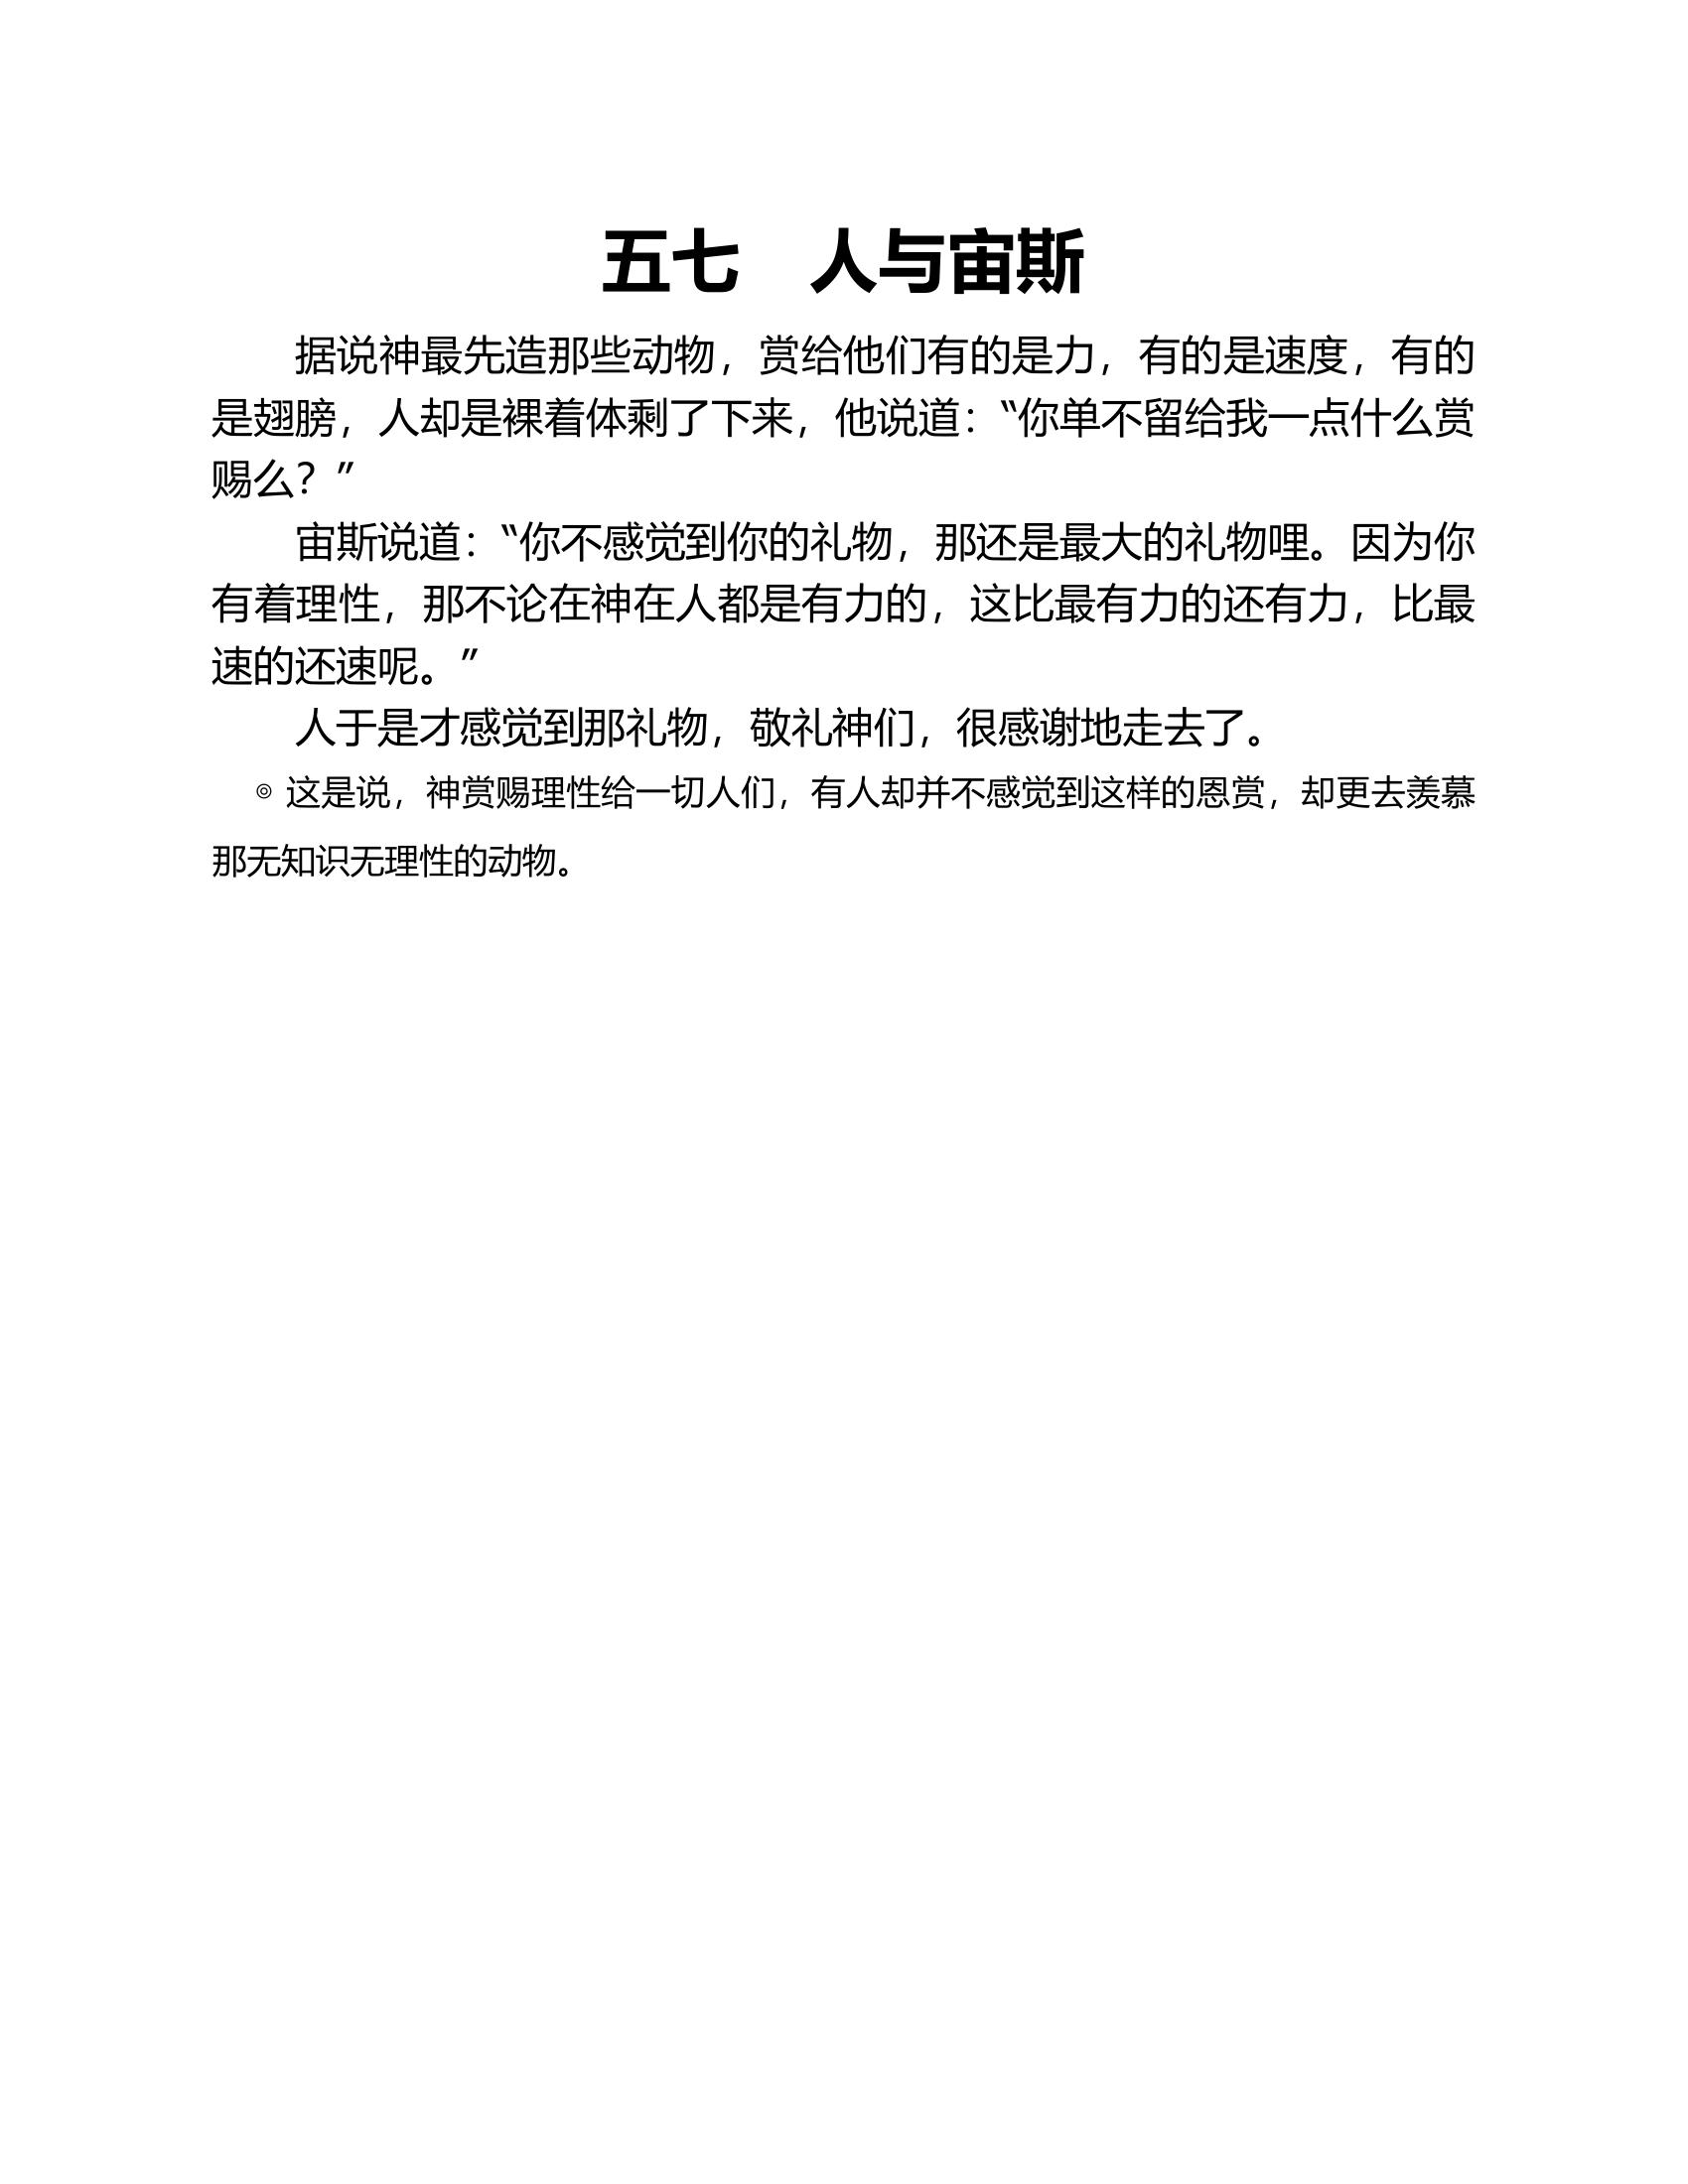 五七　人与宙斯
据说神最先造那些动物，赏给他们有的是力，有的是速度，有的
是翅膀，人却是裸着体剩了下来，他说道：“你单不留给我一点什么赏
赐么？”
宙斯说道：“你不感觉到你的礼物，那还是最大的礼物哩。因为你
有着理性，那不论在神在人都是有力的，这比最有力的还有力，比最
速的还速呢。”
人于是才感觉到那礼物，敬礼神们，很感谢地走去了。
◎ 这是说，神赏赐理性给一切人们，有人却并不感觉到这样的恩赏，却更去羡慕
那无知识无理性的动物。